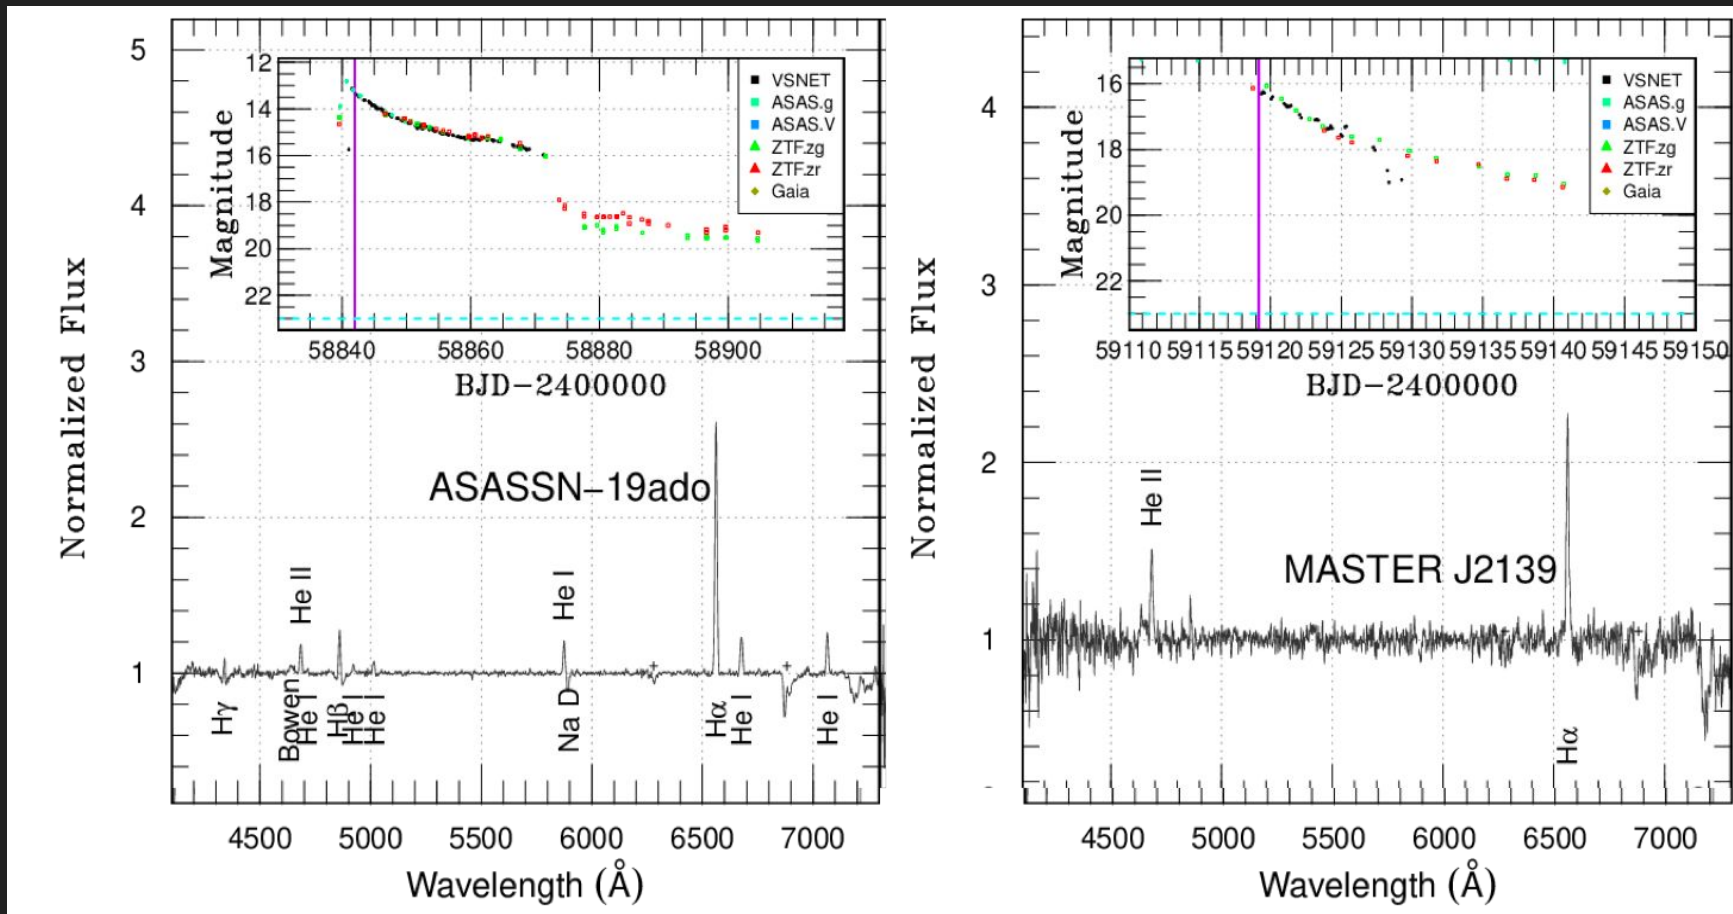 5
4
3
2
1
Normalized Flux
12
14
16
18
20
22
Magnitude
VSNET
ASAS.g
ASAS.V
ZTF.zg
ZTF.zr
Gaia
58840 58860 58880 58900
BJD−2400000
ASASSN−19ado
He II
He I
Hγ
Bowen
He I
Hβ
He I
He I
Na D
Hα
He I
He I
4500 5000 5500 6000 6500 7000
Wavelength (Å)
4
3
2
1
Normalized Flux
16
18
20
22
Magnitude
VSNET
ASAS.g
ASAS.V
ZTF.zg
ZTF.zr
Gaia
59110 59115 59120 59125 59130 59135 59140 59145 59150
BJD−2400000
He II
MASTER J2139
Hα
4500 5000 5500 6000 6500 7000
Wavelength (Å)